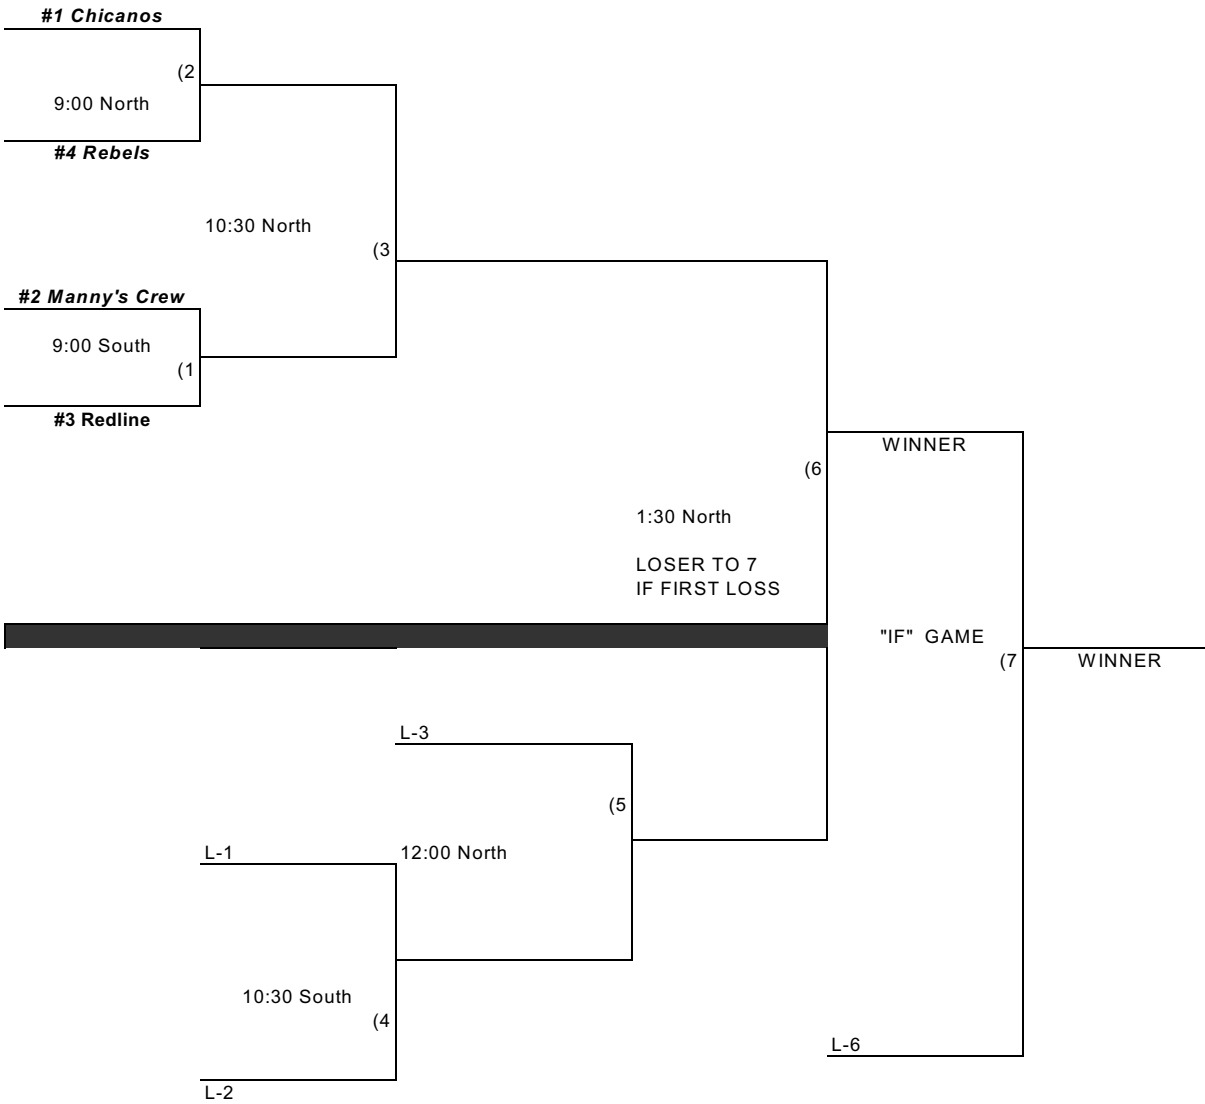 #1 Chicanos
(2
9:00 North
#4 Rebels
10:30 North
(3
#2 Manny's Crew
9:00 South
(1
#3 Redline
WINNER
(6
1:30 North
LOSER TO 7
IF FIRST LOSS
"IF" GAME
(7
WINNER
L-3
(5
L-1
12:00 North
10:30 South
(4
L-6
L-2